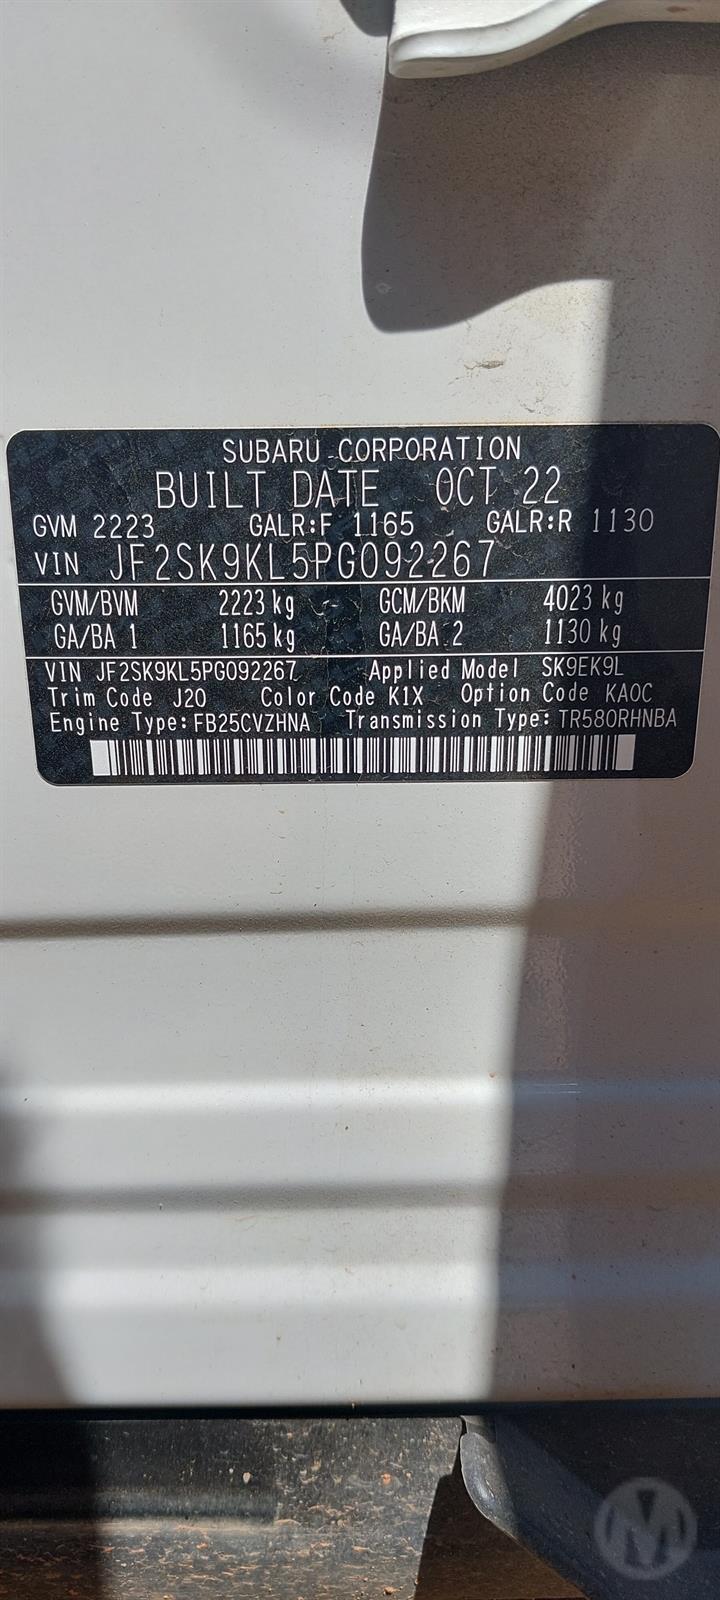 SUBARU CORPORATION
BUILT DATE OCT 22
GVM 2223 GALR:F 1165 GALR:R 1130
VIN JF2SK9KL5PG092267
GVM/BVM 2223 kg GCM/BKM 4023 kg
GA/BA 1 1165 kg GA/BA 2 1130 kg
VIN JF2SK9KL5PG092267 Applied Model SK9EK9L
Trim Code J20 Color Code K1X Option Code KA0C
Engine Type: FB25CVZHNA Transmission Type: TR580RHNBA
M